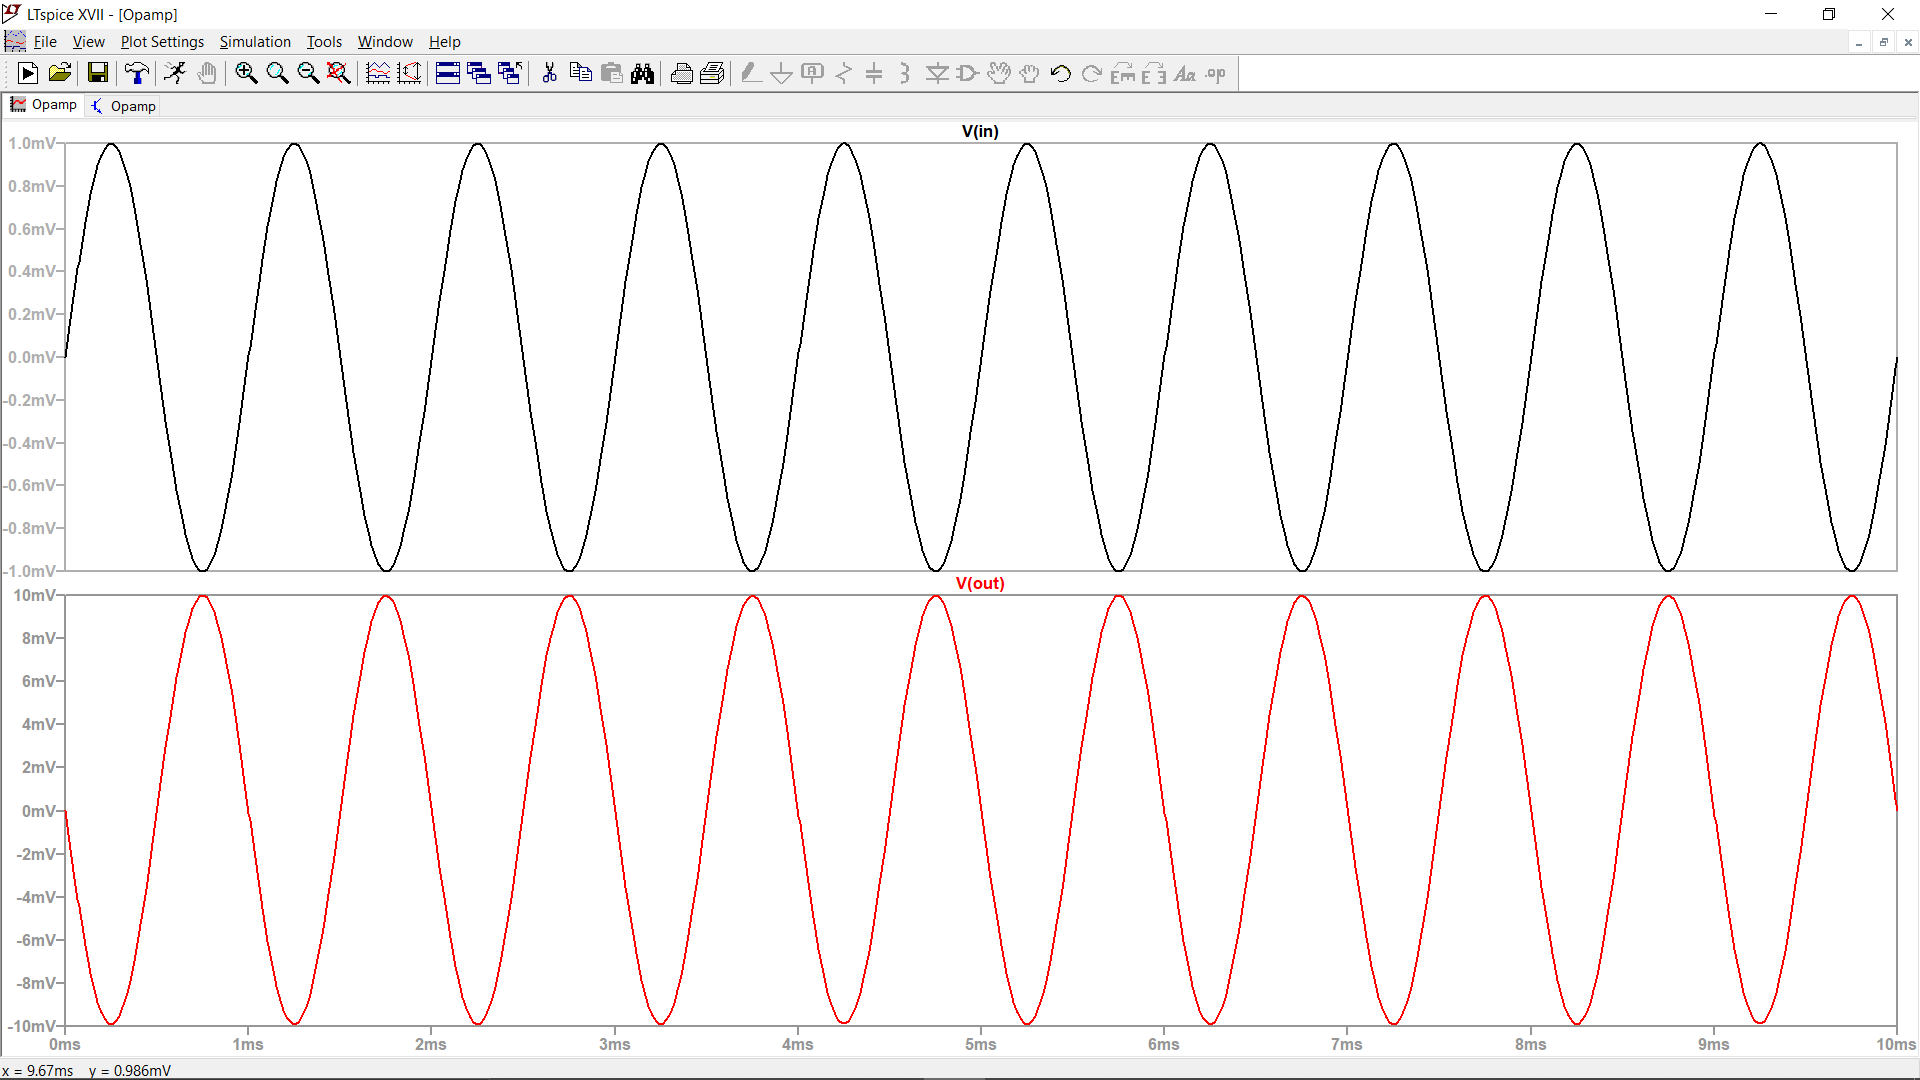 LTspice XVII - [Opamp]
File View Plot Settings Simulation Tools Window Help
Opamp Opamp
V(in)
1.0mV
0.8mV
0.6mV
0.4mV
0.2mV
0.0mV
-0.2mV
-0.4mV
-0.6mV
-0.8mV
-1.0mV
V(out)
10mV
8mV
6mV
4mV
2mV
0mV
-2mV
-4mV
-6mV
-8mV
-10mV
0ms 1ms 2ms 3ms 4ms 5ms 6ms 7ms 8ms 9ms 10ms
x = 9.67ms y = 0.986mV